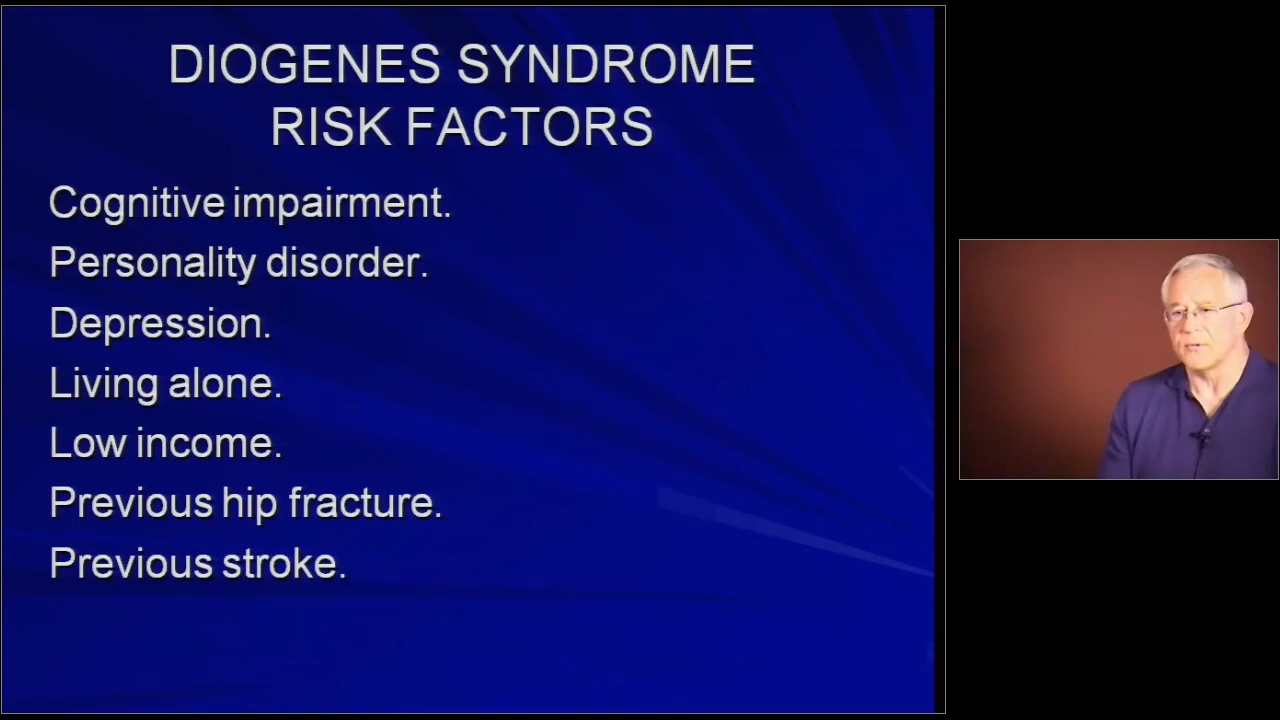 DIOGENES SYNDROME
RISK FACTORS
Cognitive impairment.
Personality disorder.
Depression.
Living alone.
Low income.
Previous hip fracture.
Previous stroke.